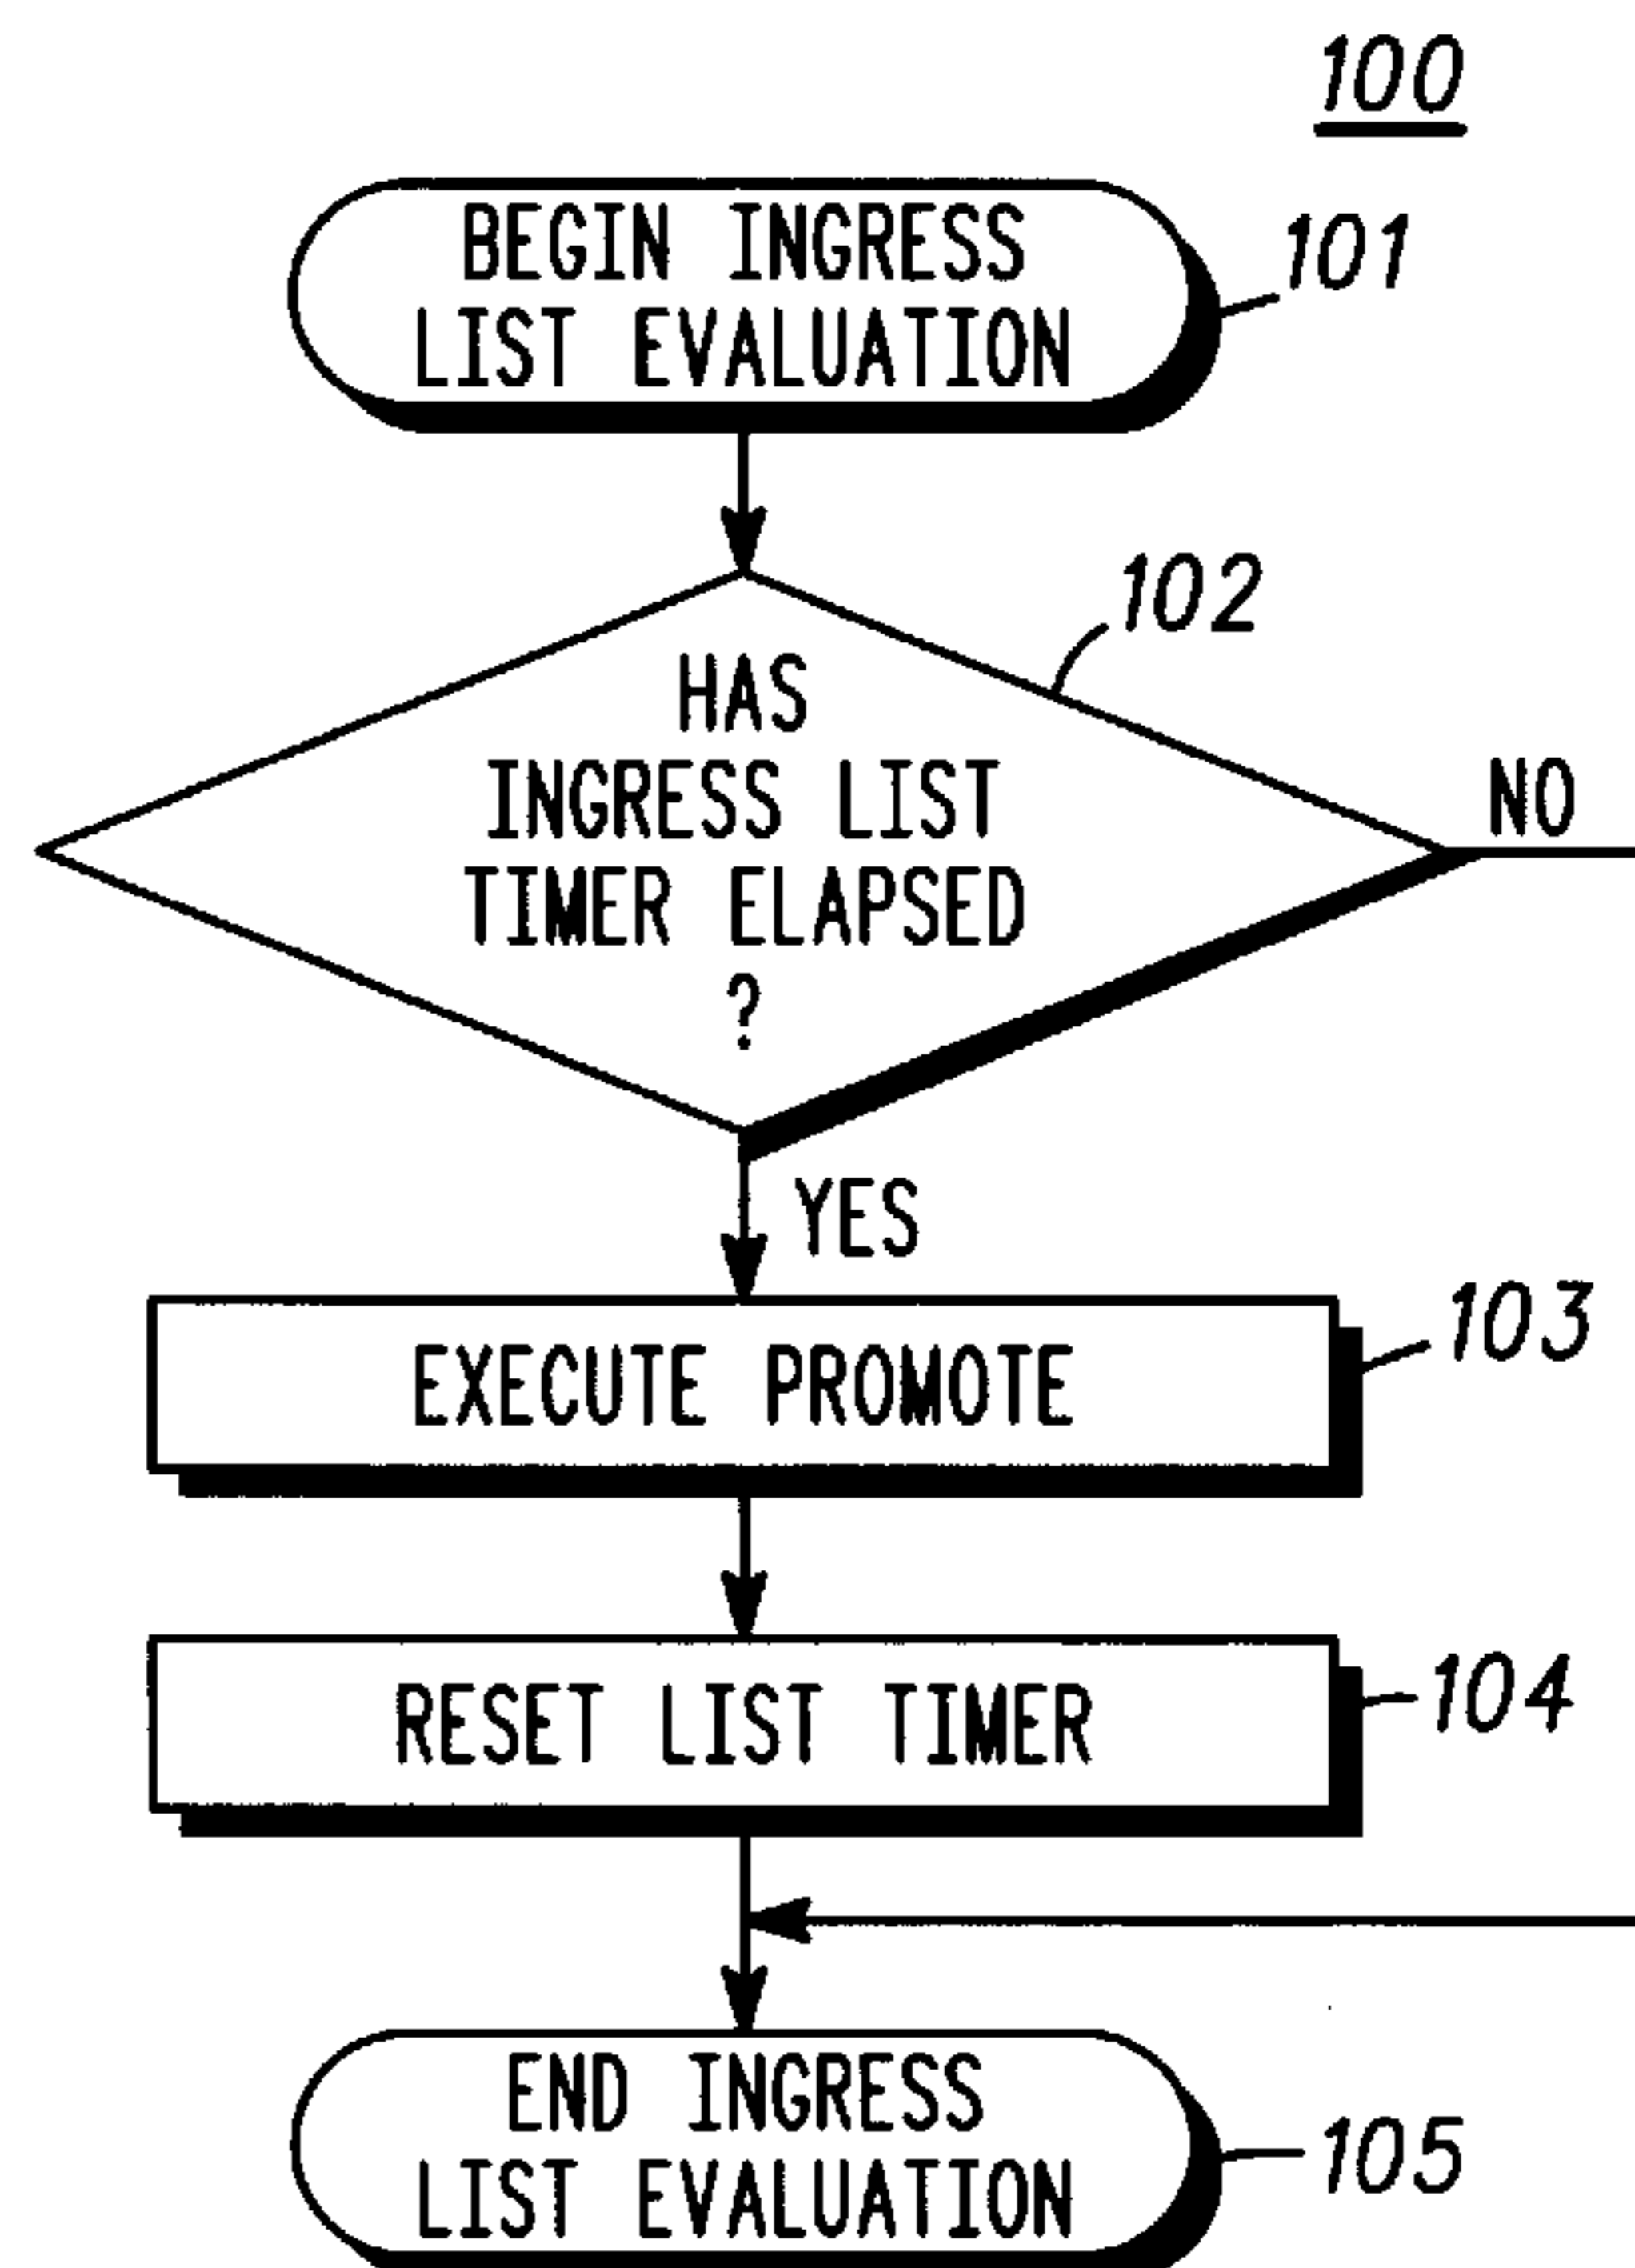 100
BEGIN INGRESS
LIST EVALUATION
101
102
HAS
INGRESS LIST
TIMER ELAPSED
?
NO
YES
EXECUTE PROMOTE
103
RESET LIST TIMER
104
END INGRESS
LIST EVALUATION
105